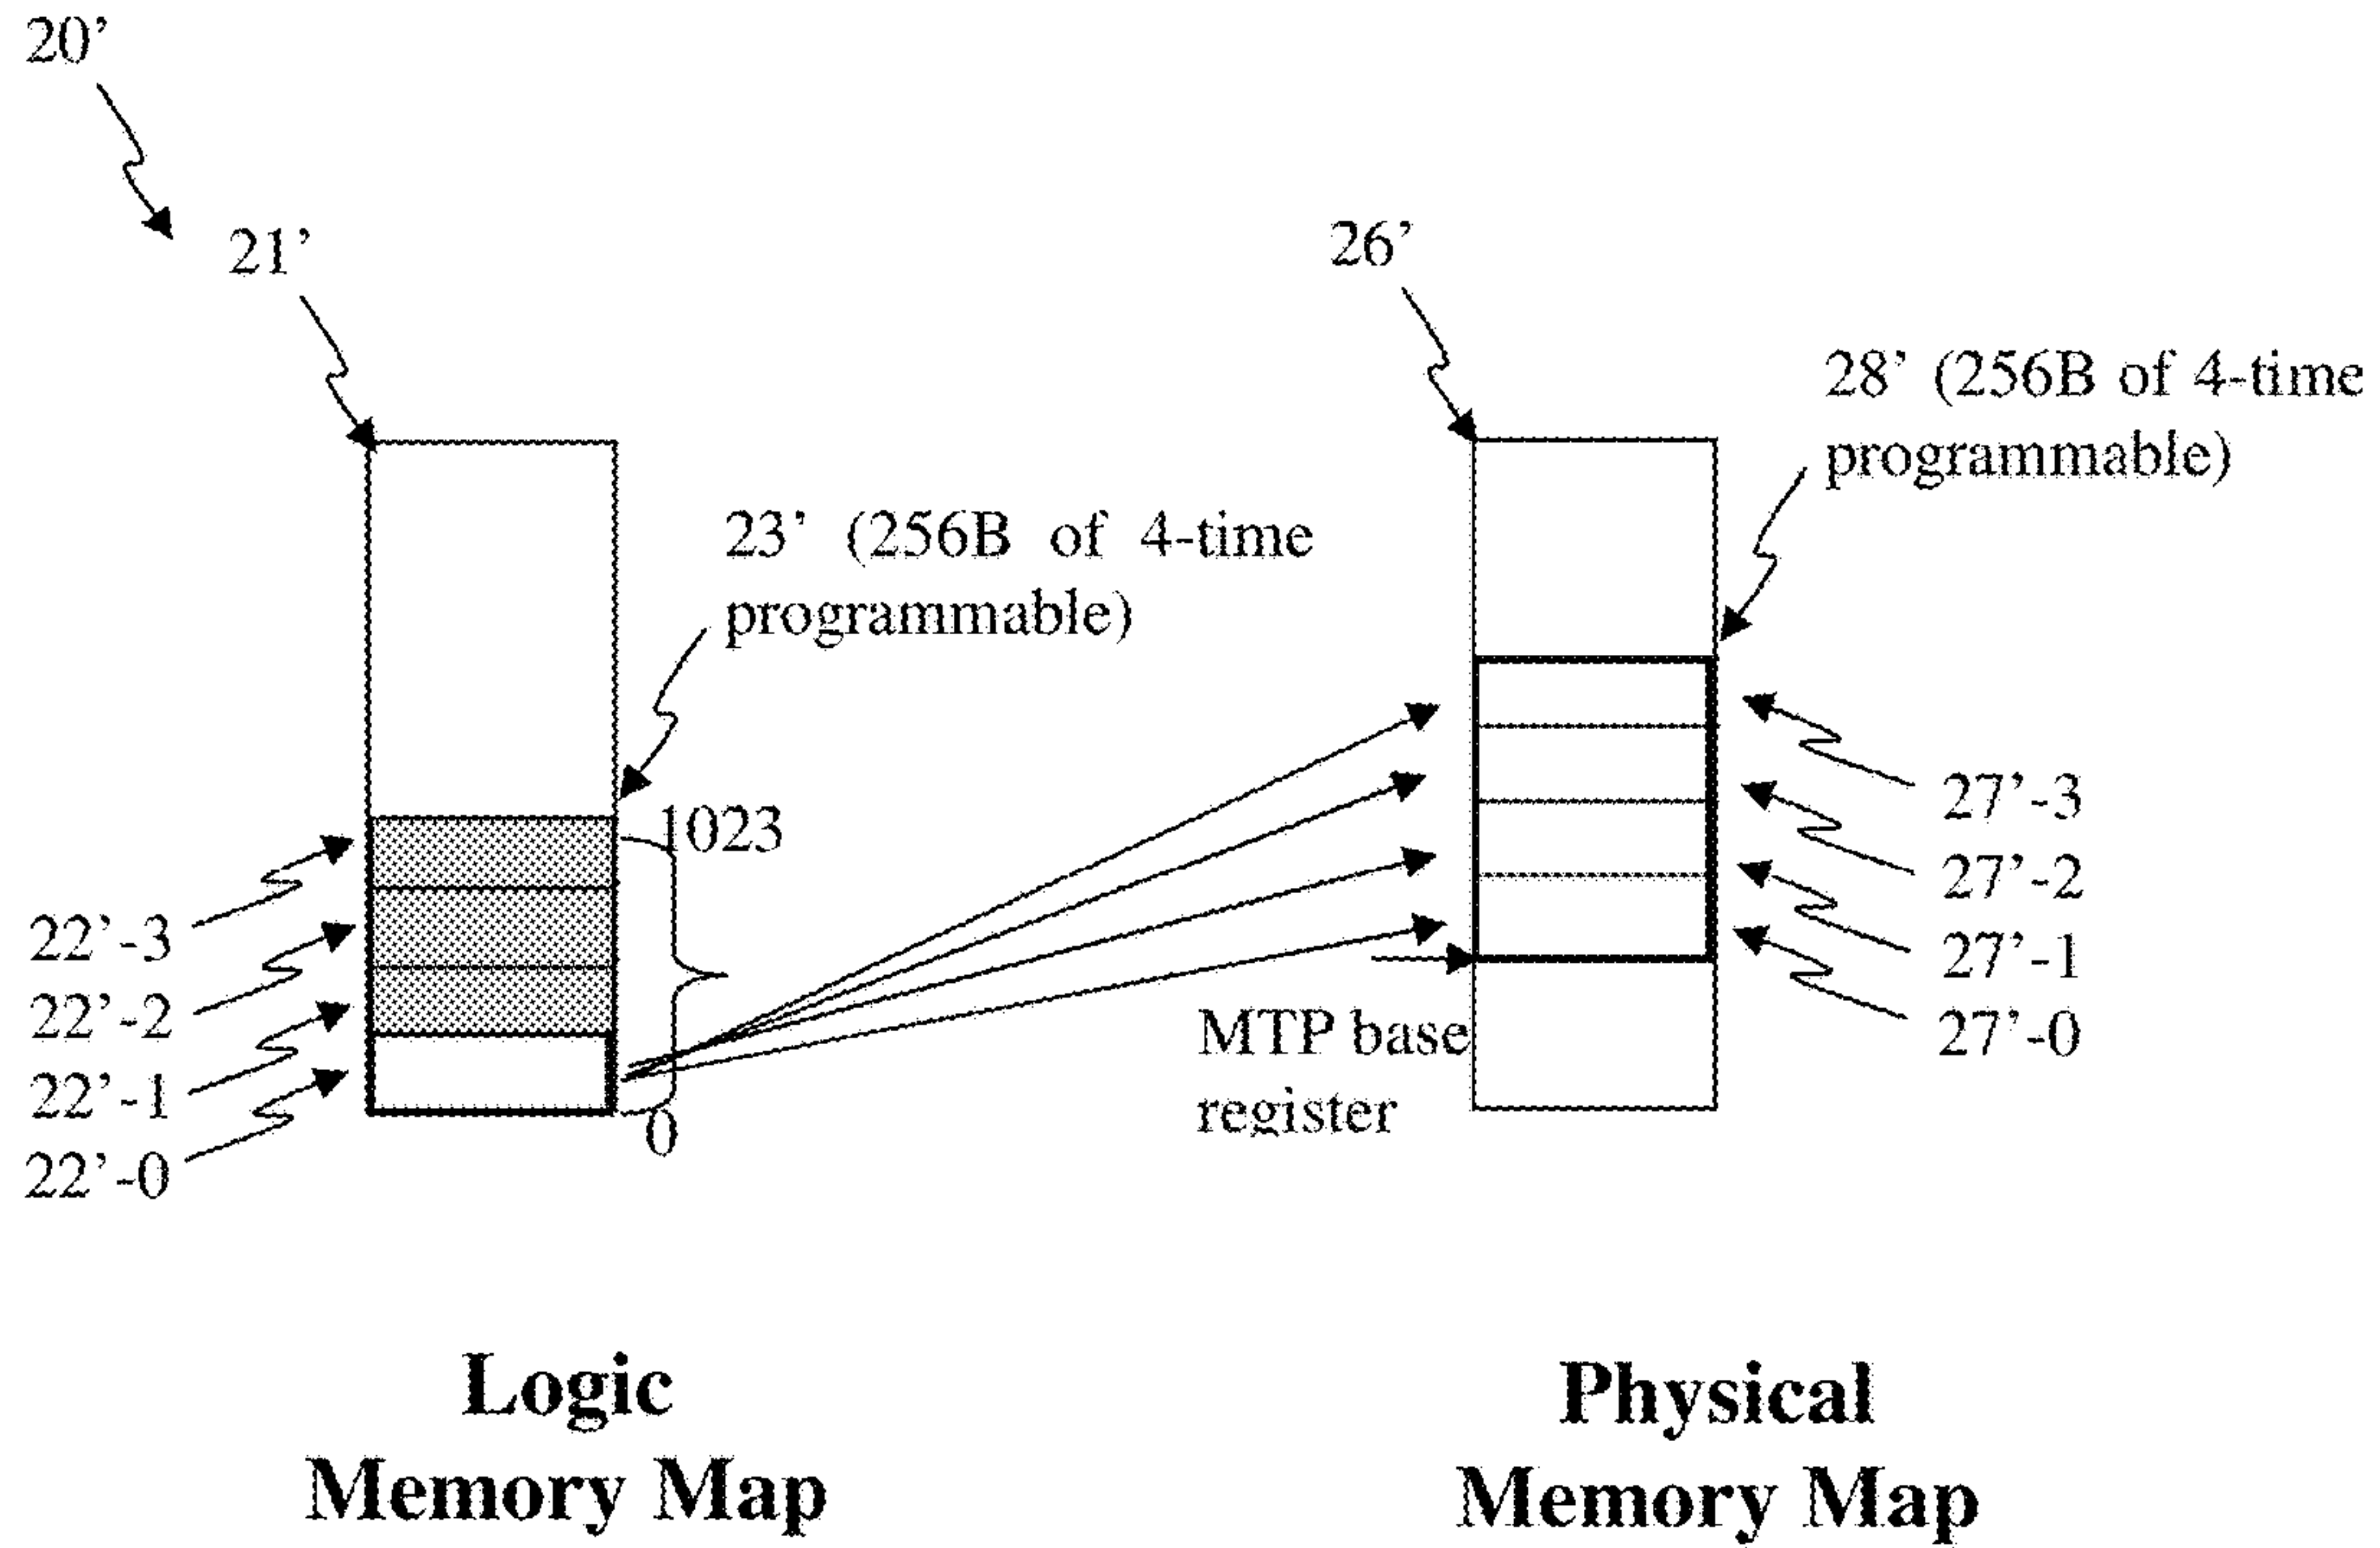 20’
21’
26’
28’ (256B of 4-time
programmable)
23’ (256B of 4-time
programmable)
1023
22’-3
22’-2
22’-1
22’-0
0
27’-3
27’-2
27’-1
27’-0
MTP base
register
Logic
Memory Map
Physical
Memory Map